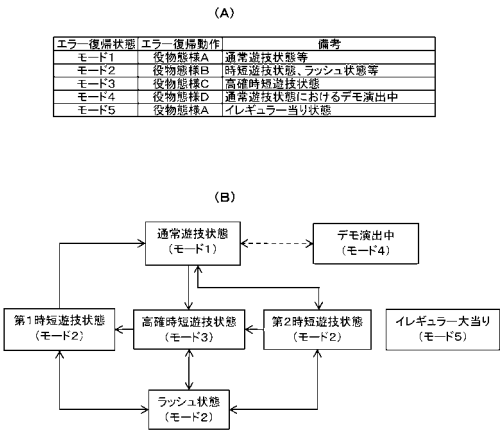 (A)
エラー復帰状態 エラー復帰動作 備考
モード1 役物態様A 通常遊技状態等
モード2 役物態様B 時短遊技状態、ラッシュ状態等
モード3 役物態様C 高確時短遊技状態
モード4 役物態様D 通常遊技状態におけるデモ演出中
モード5 役物態様A イレギュラー当り状態
(B)
通常遊技状態
(モード1)
デモ演出中
(モード4)
第1時短遊技状態
(モード2)
高確時短遊技状態
(モード3)
第2時短遊技状態
(モード2)
イレギュラー大当り
(モード5)
ラッシュ状態
(モード2)